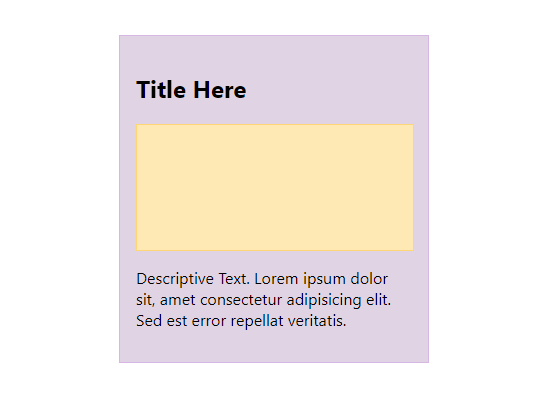 Title Here
Descriptive Text. Lorem ipsum dolor
sit, amet consectetur adipisicing elit.
Sed est error repellat veritatis.